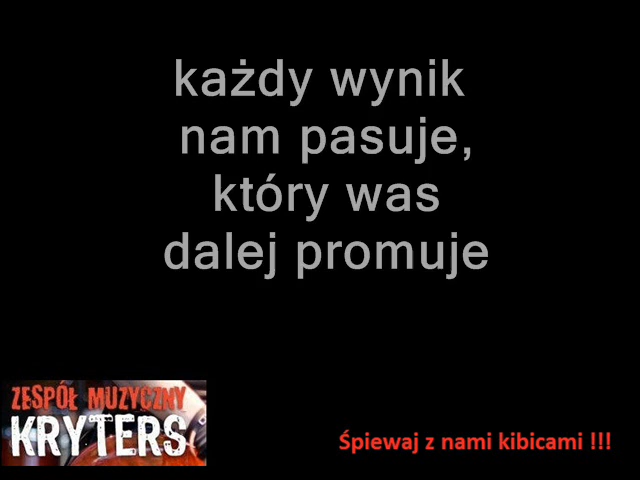 każdy wynik
nam pasuje,
który was
dalej promuje
ZESPÓŁ MUZYCZNY
KRYTERS
Śpiewaj z nami kibicami !!!